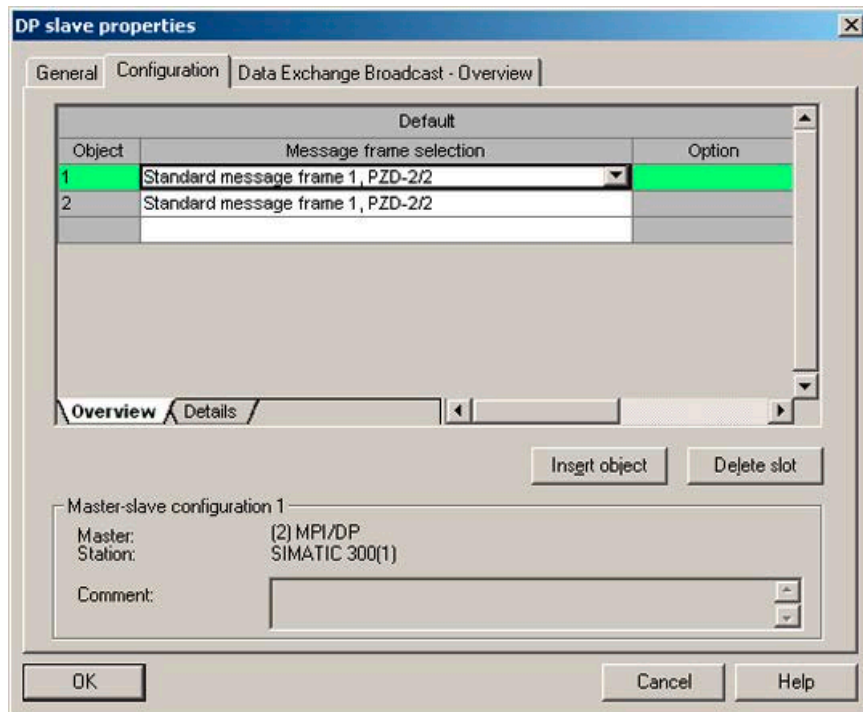 DP slave properties
General Configuration Data Exchange Broadcast - Overview
Default
Object Message frame selection Option
1 Standard message frame 1, PZD-2/2
2 Standard message frame 1, PZD-2/2
Overview Details
Insert object Delete slot
Master-slave configuration 1
Master: (2) MPI/DP
Station: SIMATIC 300(1)
Comment:
OK Cancel Help